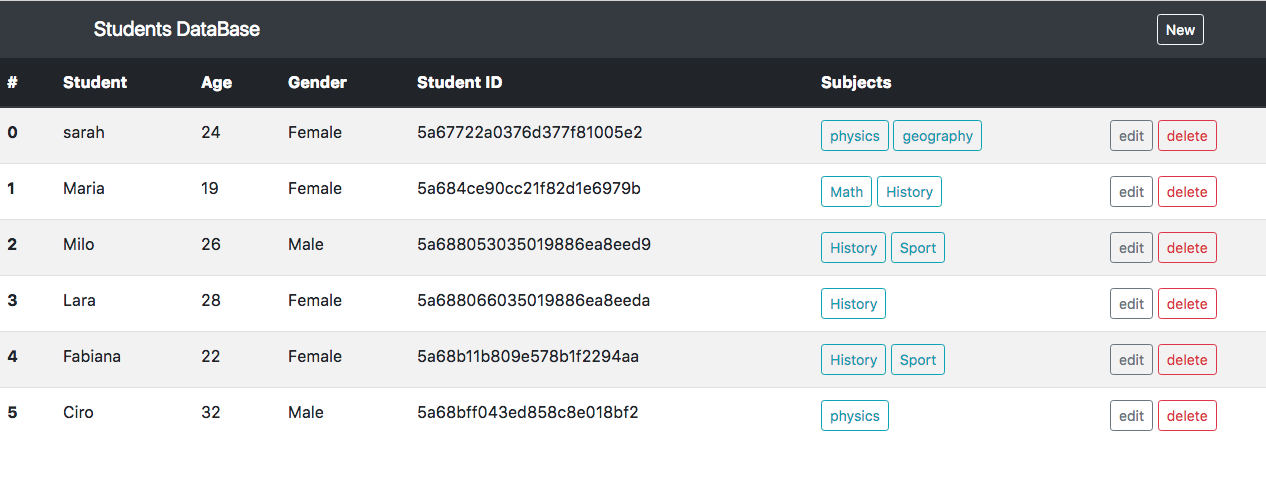 Students DataBase New
# Student Age Gender Student ID Subjects
0 sarah 24 Female 5a67722a0376d377f81005e2 physics geography edit delete
1 Maria 19 Female 5a684ce90cc21f82d1e6979b Math History edit delete
2 Milo 26 Male 5a688053035019886ea8eed9 History Sport edit delete
3 Lara 28 Female 5a688066035019886ea8eeda History edit delete
4 Fabiana 22 Female 5a68b11b809e578b1f2294aa History Sport edit delete
5 Ciro 32 Male 5a68bff043ed858c8e018bf2 physics edit delete